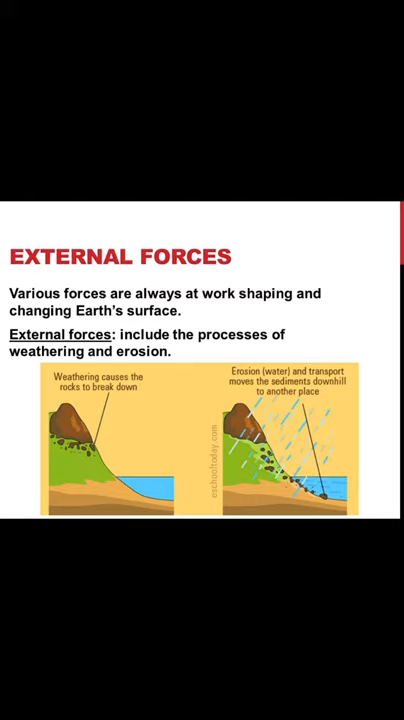 EXTERNAL FORCES
Various forces are always at work shaping and
changing Earth's surface.
External forces: include the processes of
weathering and erosion.
Weathering causes the
rocks to break down
Erosion (water) and transport
moves the sediments downhill
to another place
eschooltoday.com